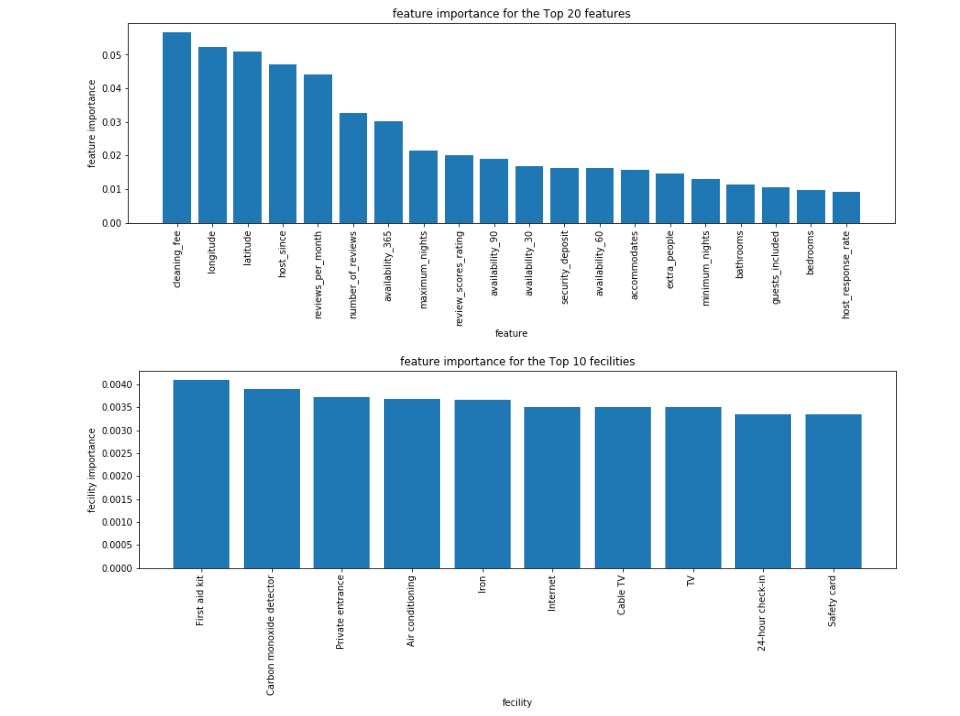 feature importance for the Top 20 features
feature importance
0.05
0.04
0.03
0.02
0.01
0.00
cleaning_fee
longitude
latitude
host_since
reviews_per_month
number_of_reviews
availability_365
maximum_nights
review_scores_rating
availability_90
availability_30
security_deposit
availability_60
accommodates
extra_people
minimum_nights
bathrooms
guests_included
bedrooms
host_response_rate
feature
feature importance for the Top 10 fecilities
fecility importance
0.0040
0.0035
0.0030
0.0025
0.0020
0.0015
0.0010
0.0005
0.0000
First aid kit
Carbon monoxide detector
Private entrance
Air conditioning
Iron
Internet
Cable TV
TV
24-hour check-in
Safety card
fecility